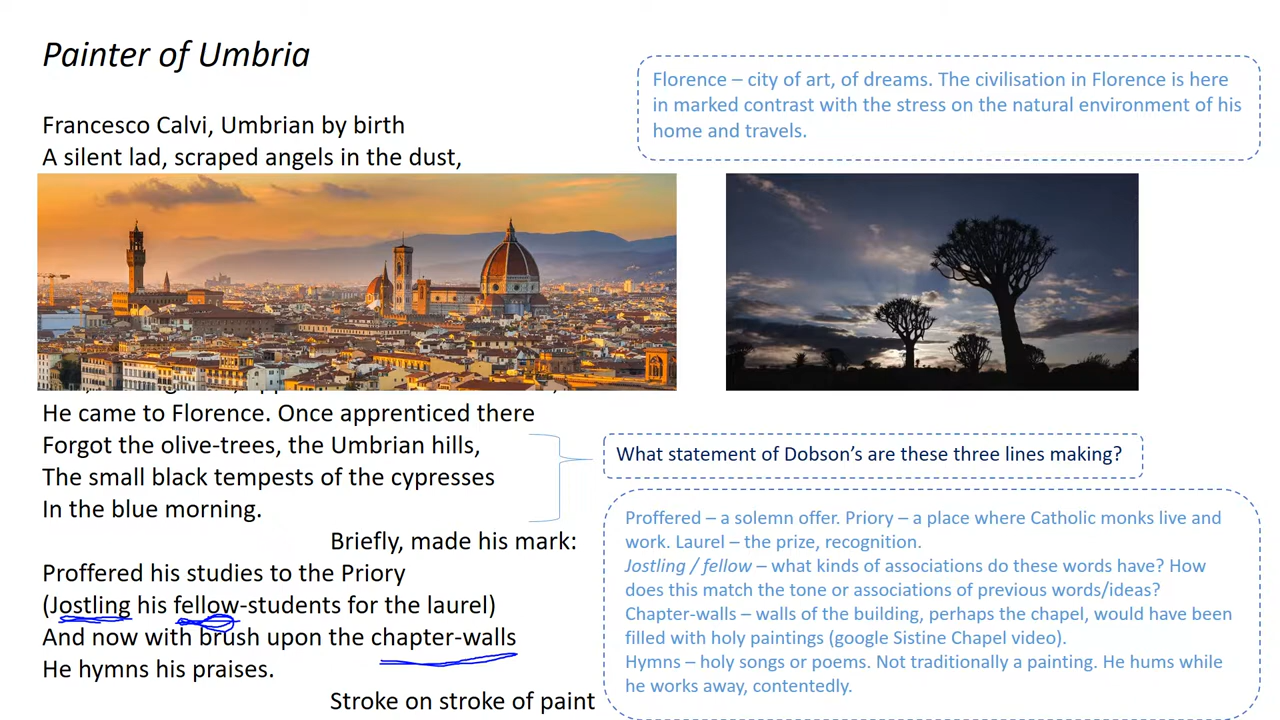 Painter of Umbria
Francesco Calvi, Umbrian by birth
A silent lad, scraped angels in the dust,
He came to Florence. Once apprenticed there
Forgot the olive-trees, the Umbrian hills,
The small black tempests of the cypresses
In the blue morning.
Briefly, made his mark:
Proffered his studies to the Priory
(Jostling his fellow-students for the laurel)
And now with brush upon the chapter-walls
He hymns his praises.
Stroke on stroke of paint
Florence – city of art, of dreams. The civilisation in Florence is here
in marked contrast with the stress on the natural environment of his
home and travels.
What statement of Dobson’s are these three lines making?
Proffered – a solemn offer. Priory – a place where Catholic monks live and
work. Laurel – the prize, recognition.
Jostling / fellow – what kinds of associations do these words have? How
does this match the tone or associations of previous words/ideas?
Chapter-walls – walls of the building, perhaps the chapel, would have been
filled with holy paintings (google Sistine Chapel video).
Hymns – holy songs or poems. Not traditionally a painting. He hums while
he works away, contentedly.